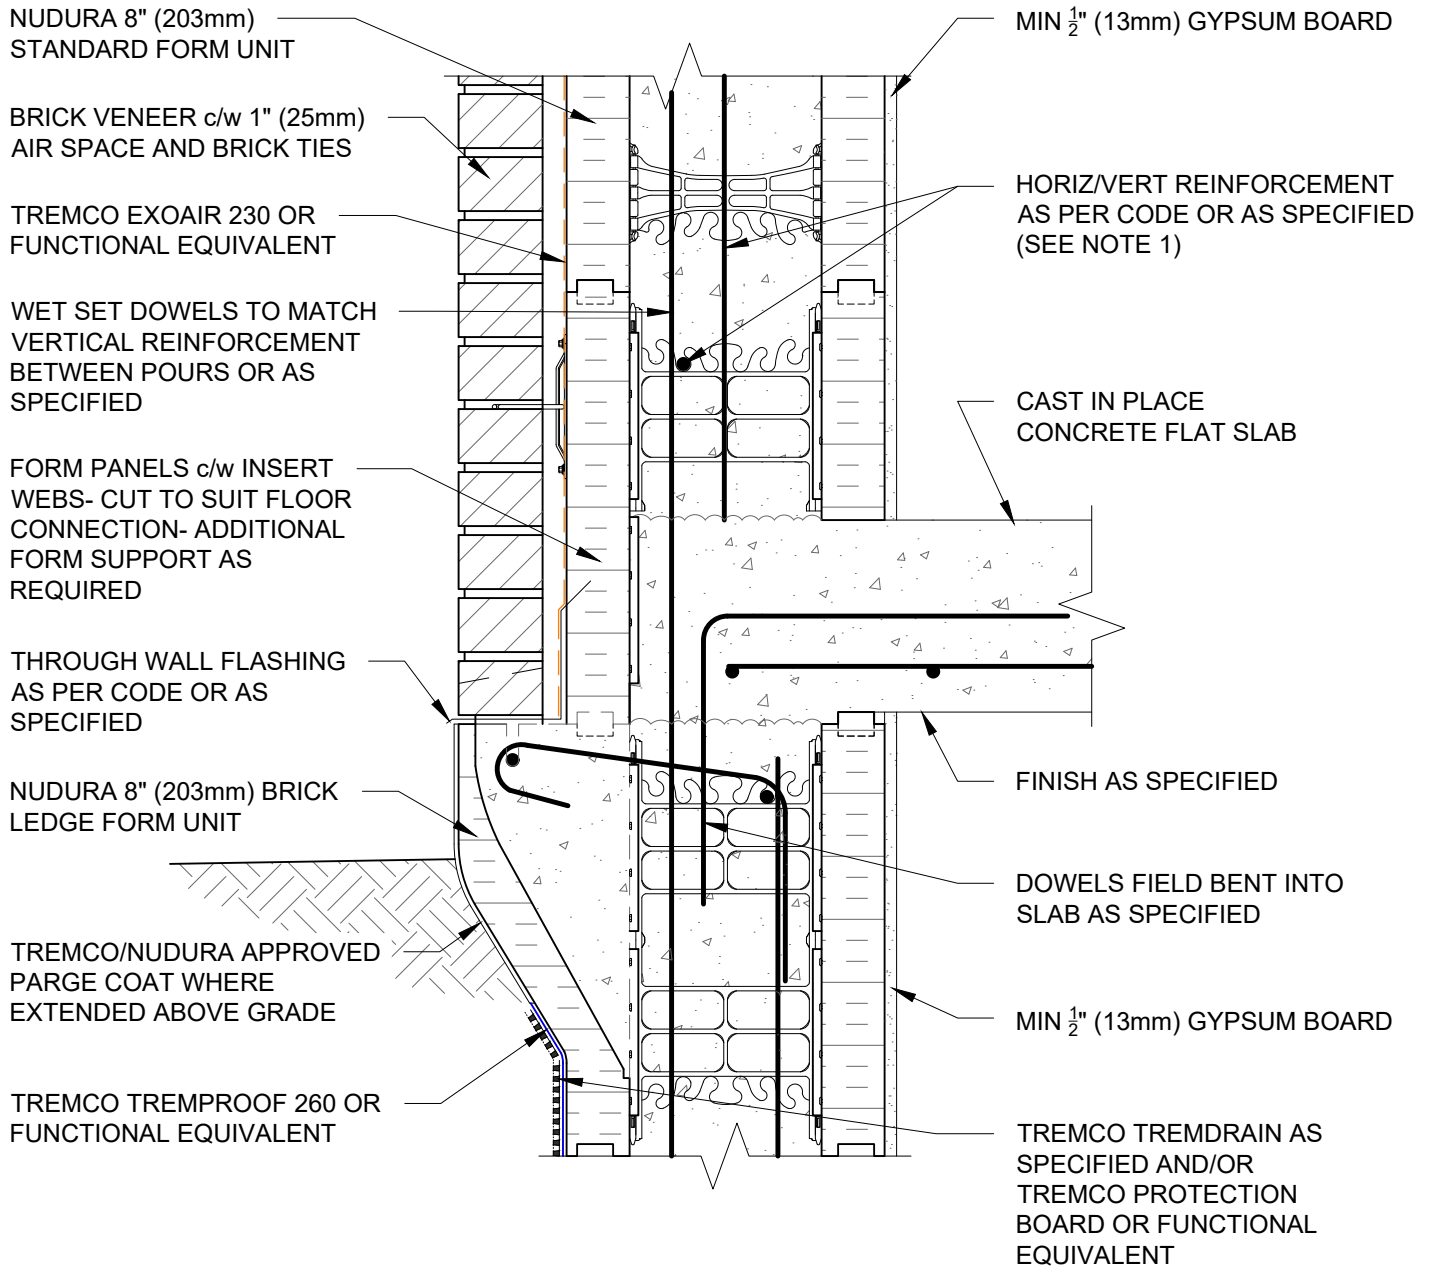 NUDURA 8" (203mm)
STANDARD FORM UNIT
BRICK VENEER c/w 1" (25mm)
AIR SPACE AND BRICK TIES
TREMCO EXOAIR 230 OR
FUNCTIONAL EQUIVALENT
WET SET DOWELS TO MATCH
VERTICAL REINFORCEMENT
BETWEEN POURS OR AS
SPECIFIED
FORM PANELS c/w INSERT
WEBS- CUT TO SUIT FLOOR
CONNECTION- ADDITIONAL
FORM SUPPORT AS
REQUIRED
THROUGH WALL FLASHING
AS PER CODE OR AS
SPECIFIED
NUDURA 8" (203mm) BRICK
LEDGE FORM UNIT
TREMCO/NUDURA APPROVED
PARGE COAT WHERE
EXTENDED ABOVE GRADE
TREMCO TREMPROOF 260 OR
FUNCTIONAL EQUIVALENT
MIN 1/2" (13mm) GYPSUM BOARD
HORIZ/VERT REINFORCEMENT
AS PER CODE OR AS SPECIFIED
(SEE NOTE 1)
CAST IN PLACE
CONCRETE FLAT SLAB
FINISH AS SPECIFIED
DOWELS FIELD BENT INTO
SLAB AS SPECIFIED
MIN 1/2" (13mm) GYPSUM BOARD
TREMCO TREMDRAIN AS
SPECIFIED AND/OR
TREMCO PROTECTION
BOARD OR FUNCTIONAL
EQUIVALENT